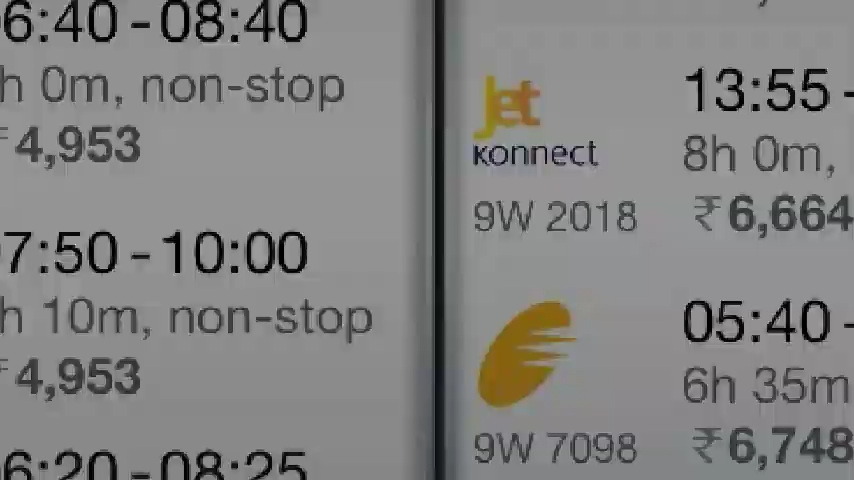 6:40 - 08:40
h 0m, non-stop
₹ 4,953
7:50 - 10:00
h 10m, non-stop
₹ 4,953
6:20 - 08:25
Jet
Konnect
9W 2018
13:55 -
8h 0m,
₹ 6,664
9W 7098
05:40 -
6h 35m
₹ 6,748